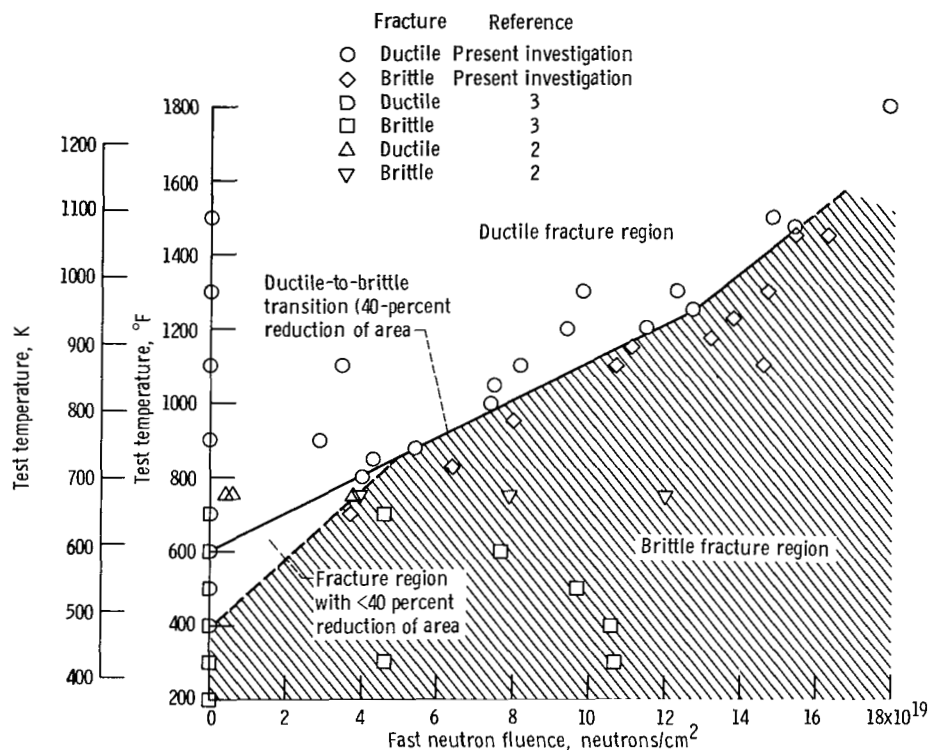 Fracture Reference
Ductile Present investigation
Brittle Present investigation
Ductile 3
Brittle 3
Ductile 2
Brittle 2
1800
1600
1400
1200
1000
800
600
400
200
1200
1100
1000
900
800
700
600
500
400
Test temperature, K
Test temperature, °F
Ductile fracture region
Ductile-to-brittle
transition (40-percent
reduction of area
Fracture region
with <40 percent
reduction of area
Brittle fracture region
0 2 4 6 8 10 12 14 16 18x10^19
Fast neutron fluence, neutrons/cm^2